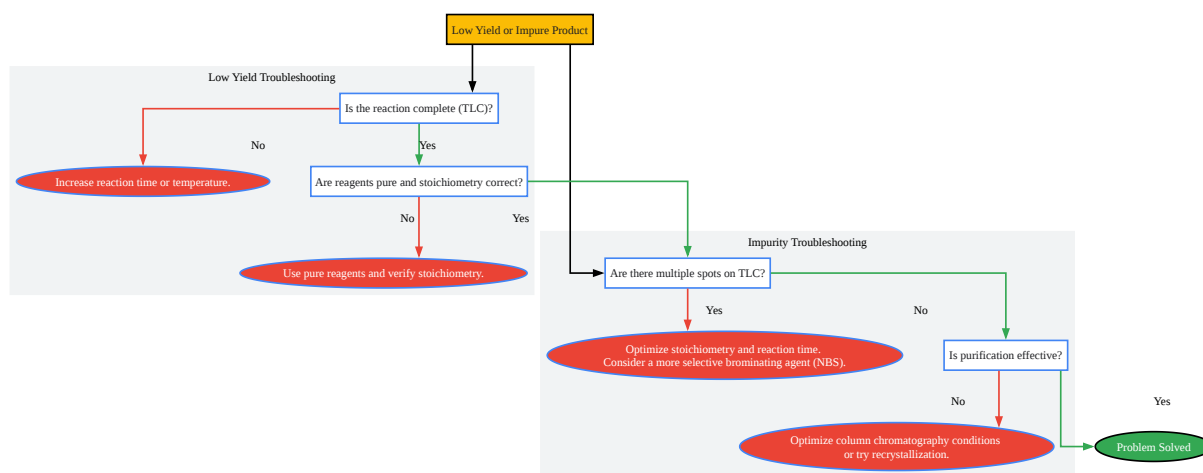 Low Yield or Impure Product
Low Yield Troubleshooting
Is the reaction complete (TLC)?
No
Yes
Increase reaction time or temperature.
Are reagents pure and stoichiometry correct?
No
Yes
Use pure reagents and verify stoichiometry.
Impurity Troubleshooting
Are there multiple spots on TLC?
Yes
No
Optimize stoichiometry and reaction time.
Consider a more selective brominating agent (NBS).
Is purification effective?
No
Yes
Optimize column chromatography conditions
or try recrystallization.
Problem Solved